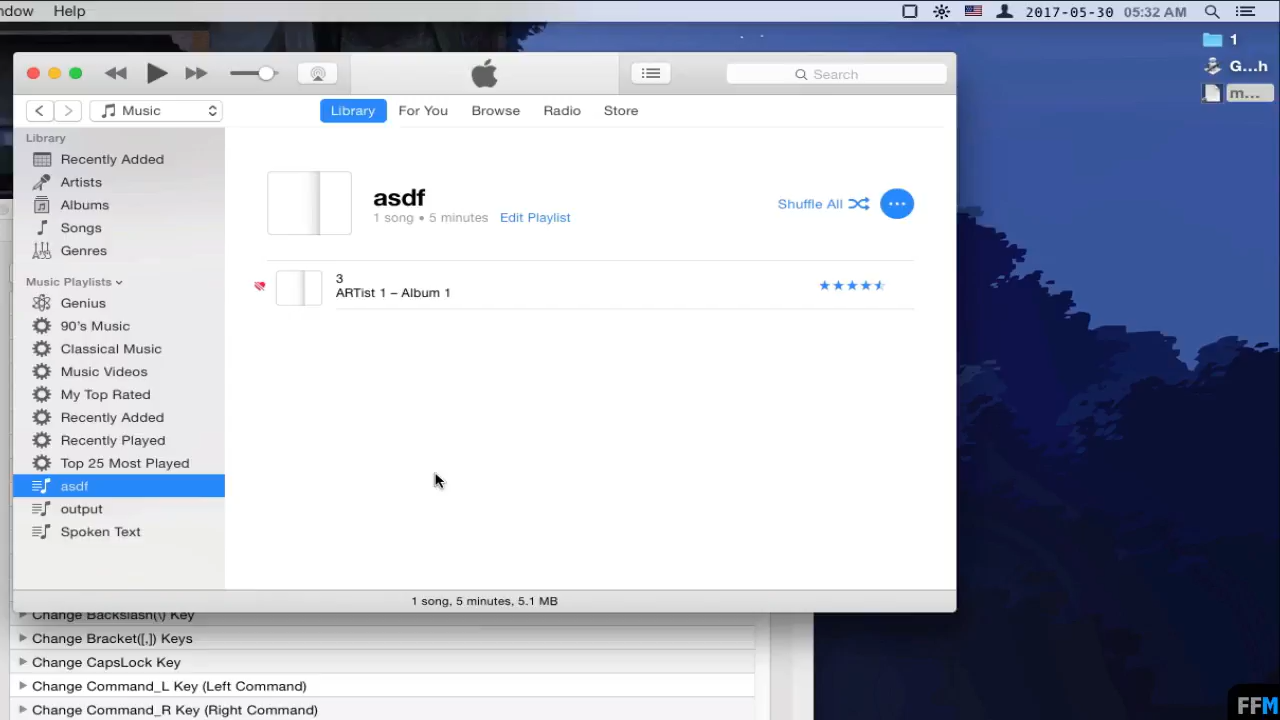 ndow Help 2017-05-30 05:32 AM
1
G...h
m...
Search
Music Library For You Browse Radio Store
Library
Recently Added
Artists
Albums
Songs
Genres
Music Playlists
Genius
90's Music
Classical Music
Music Videos
My Top Rated
Recently Added
Recently Played
Top 25 Most Played
asdf
output
Spoken Text
asdf
1 song • 5 minutes Edit Playlist
Shuffle All
3
ARTist 1 – Album 1
1 song, 5 minutes, 5.1 MB
Change Backslash(\) Key
Change Bracket([,]) Keys
Change CapsLock Key
Change Command_L Key (Left Command)
Change Command_R Key (Right Command)
FFM